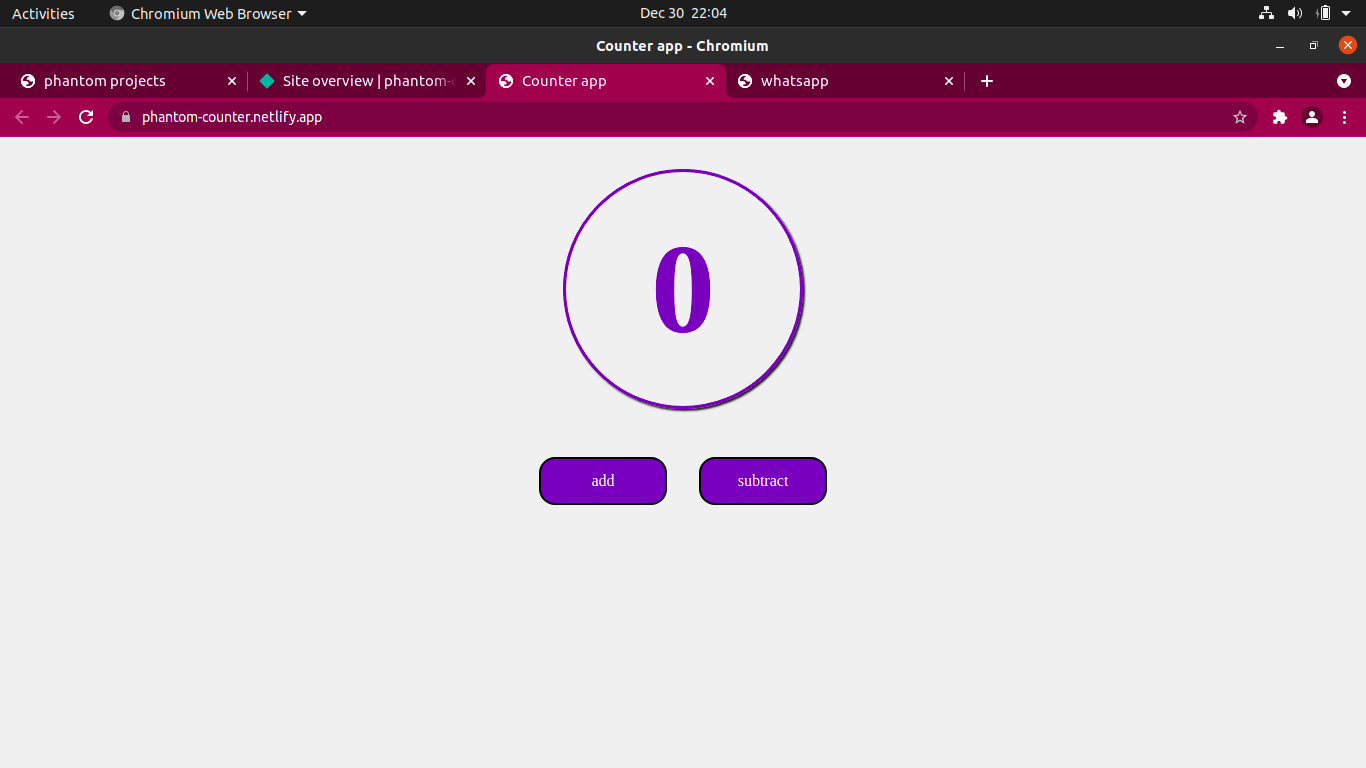 Activities Chromium Web Browser Dec 30 22:04
Counter app - Chromium
phantom projects Site overview | phantom- Counter app whatsapp
phantom-counter.netlify.app
0
add subtract